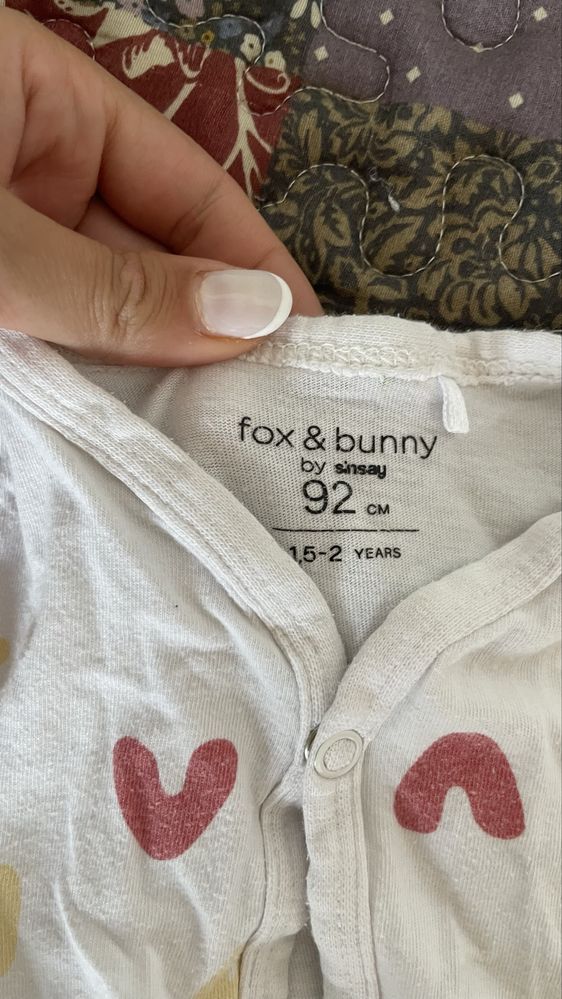 fox & bunny
by sinsay
92 CM
1,5-2 YEARS